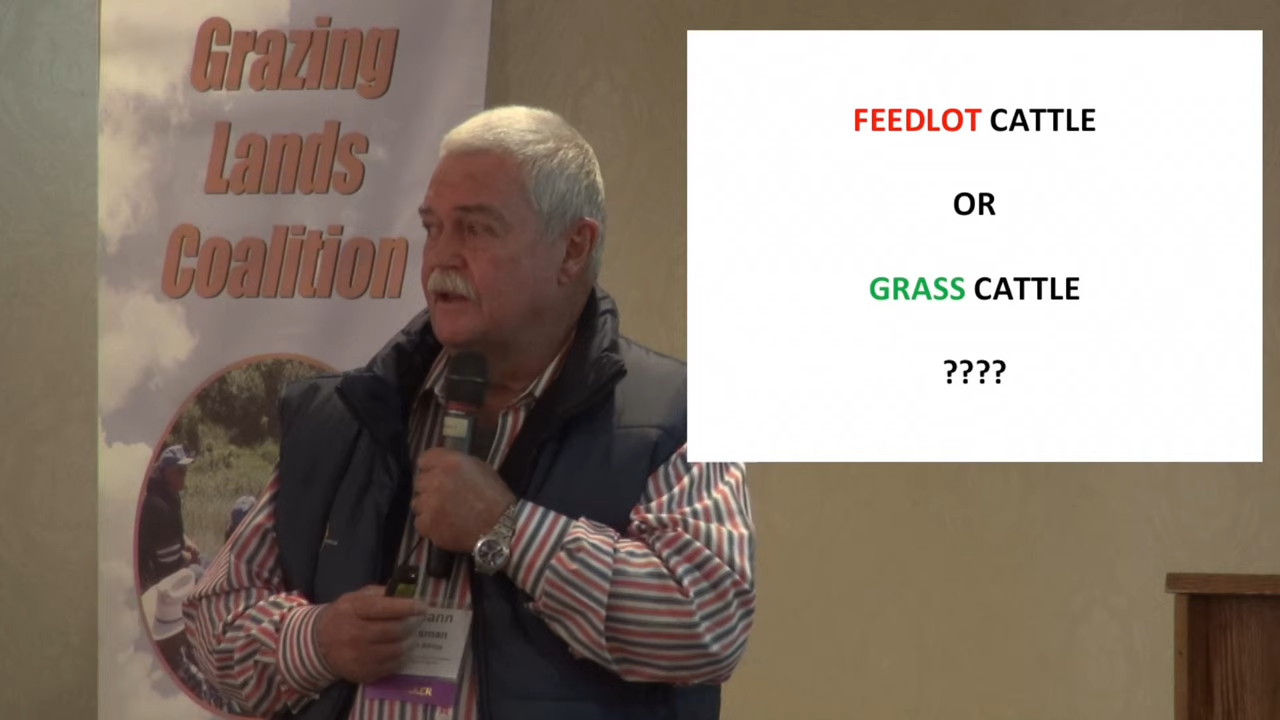 Grazing
Lands
Coalition
FEEDLOT CATTLE
OR
GRASS CATTLE
????